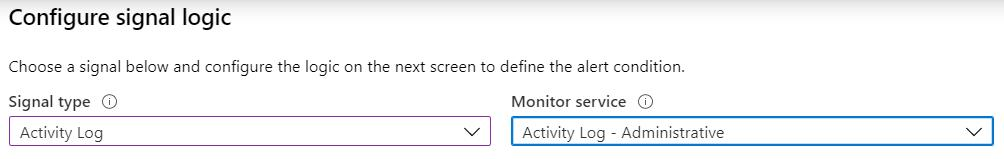 Configure signal logic
Choose a signal below and configure the logic on the next screen to define the alert condition.
Signal type
Monitor service
Activity Log
Activity Log - Administrative